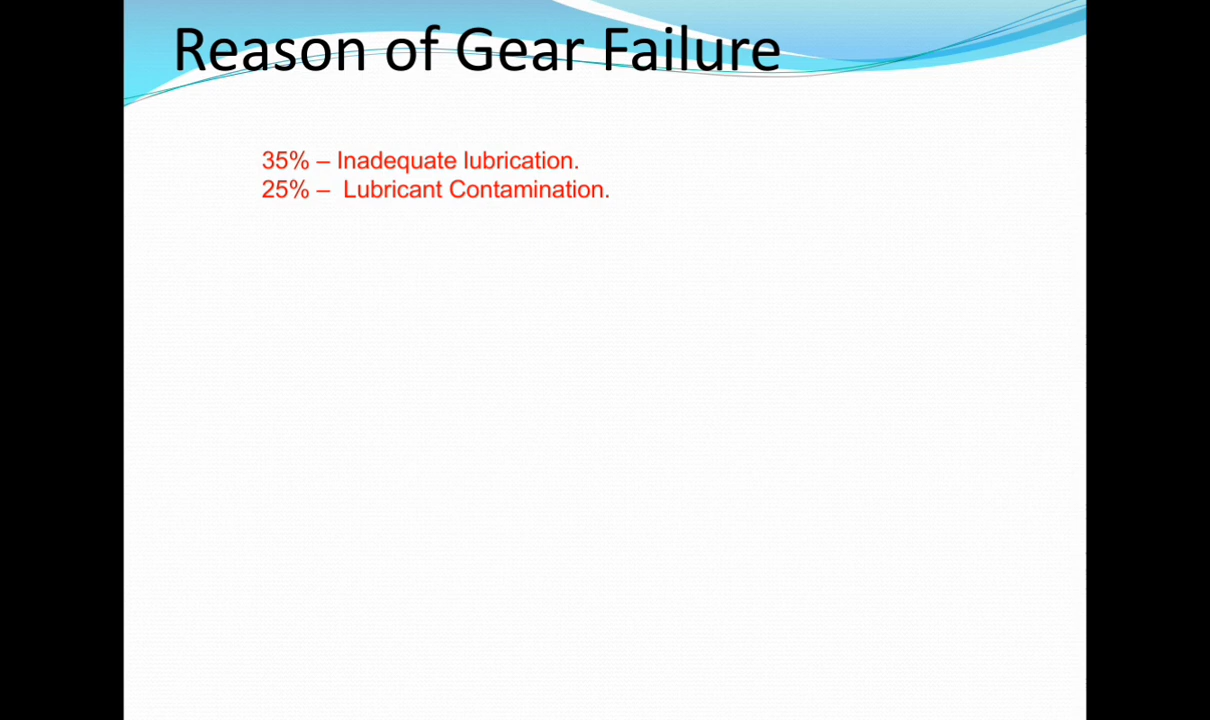 Reason of Gear Failure
35% – Inadequate lubrication.
25% – Lubricant Contamination.